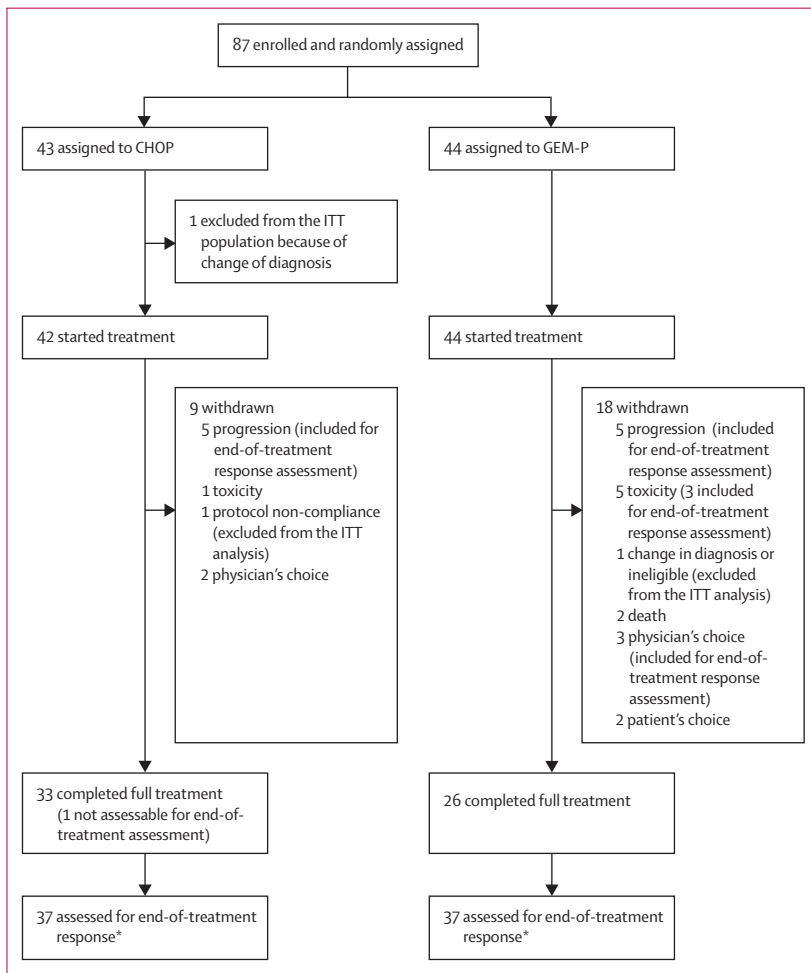 87 enrolled and randomly assigned
43 assigned to CHOP
44 assigned to GEM-P
1 excluded from the ITT
population because of
change of diagnosis
42 started treatment
44 started treatment
9 withdrawn
5 progression (included for
end-of-treatment
response assessment)
1 toxicity
1 protocol non-compliance
(excluded from the ITT
analysis)
2 physician's choice
18 withdrawn
5 progression (included
for end-of-treatment
response assessment)
5 toxicity (3 included
for end-of-treatment
response assessment)
1 change in diagnosis or
ineligible (excluded
from the ITT analysis)
2 death
3 physician's choice
(included for end-of-
treatment response
assessment)
2 patient's choice
33 completed full treatment
(1 not assessable for end-of-
treatment assessment)
26 completed full treatment
37 assessed for end-of-treatment
response*
37 assessed for end-of-treatment
response*